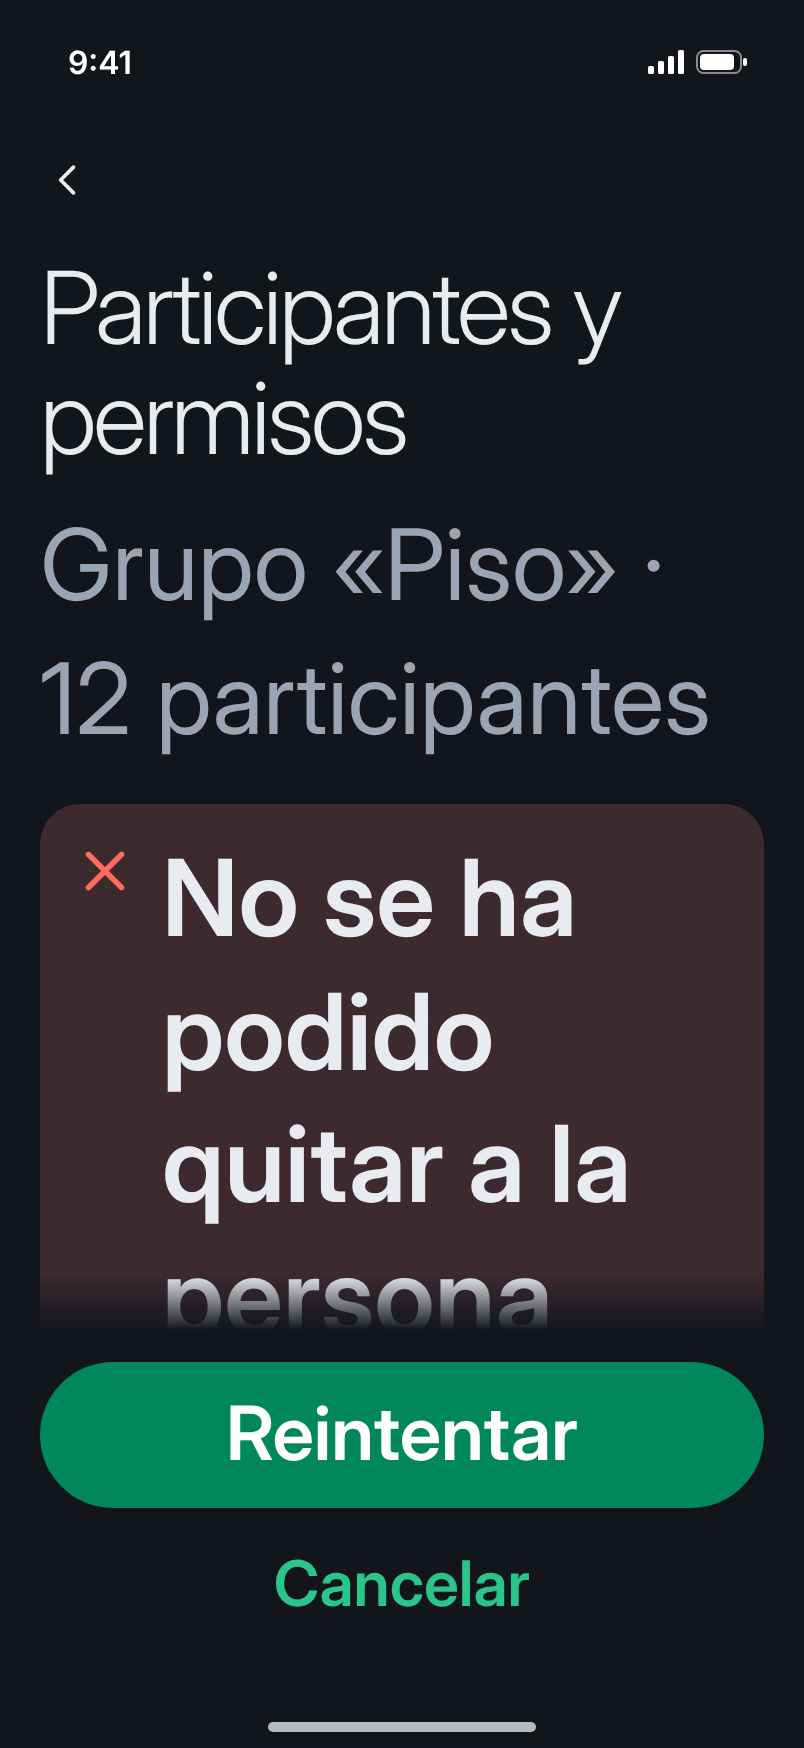 9:41
Participantes y
permisos
Grupo «Piso» ·
12 participantes
No se ha
podido
quitar a la
persona
Reintentar
Cancelar